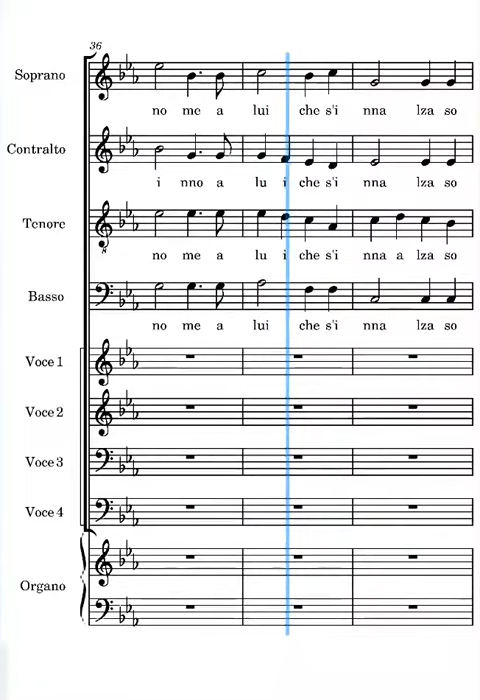 36
Soprano
no me a lui che s'i nna lza so
Contralto
i nno a lu i che s'i nna lza so
Tenore
8
no me a lu i che s'i nna a lza so
Basso
no me a lui che s'i nna lza so
Voce 1
Voce 2
Voce 3
Voce 4
Organo